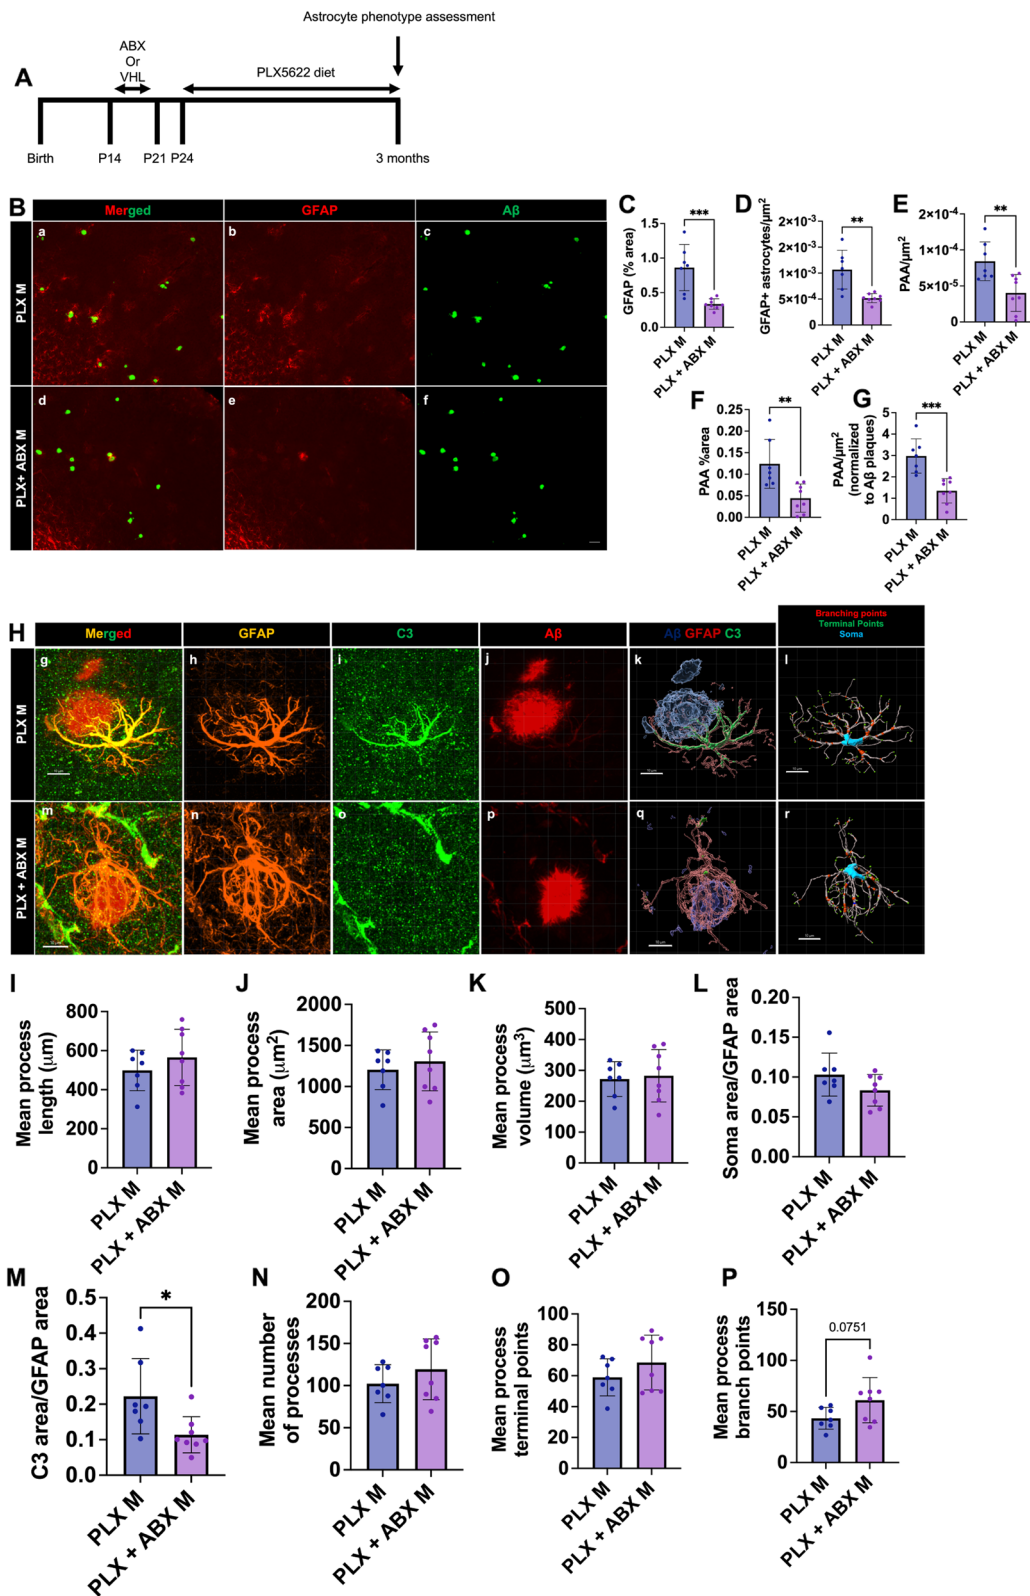 Astrocyte phenotype assessment
A
ABX
Or
VHL
PLX5622 diet
Birth
P14
P21
P24
3 months
B
Merged
GFAP
Aβ
PLX M
a
b
c
PLX+ ABX M
d
e
f
C
GFAP (% area)
1.5
1.0
0.5
0.0
***
PLX M
PLX + ABX M
D
GFAP+ astrocytes/μm²
2×10⁻³
2×10⁻³
1×10⁻³
5×10⁻⁴
0
**
PLX M
PLX + ABX M
E
PAA/μm²
2×10⁻⁴
1×10⁻⁴
5×10⁻⁵
0
**
PLX M
PLX + ABX M
F
PAA %area
0.25
0.20
0.15
0.10
0.05
0.00
**
PLX M
PLX + ABX M
G
PAA/μm²
(normalized
to Aβ plaques)
5
4
3
2
1
0
***
PLX M
PLX + ABX M
H
Merged
GFAP
C3
Aβ
Aβ GFAP C3
Branching points
Terminal Points
Soma
PLX M
g
h
i
j
k
l
PLX + ABX M
m
n
o
p
q
r
I
Mean process
length (μm)
800
600
400
200
0
PLX M
PLX + ABX M
J
Mean process
area (μm²)
2000
1500
1000
500
0
PLX M
PLX + ABX M
K
Mean process
volume (μm³)
500
400
300
200
100
0
PLX M
PLX + ABX M
L
Soma area/GFAP area
0.20
0.15
0.10
0.05
0.00
PLX M
PLX + ABX M
M
C3 area/GFAP area
0.5
0.4
0.3
0.2
0.1
0.0
*
PLX M
PLX + ABX M
N
Mean number
of processes
200
150
100
50
0
PLX M
PLX + ABX M
O
Mean process
terminal points
100
80
60
40
20
0
PLX M
PLX + ABX M
P
Mean process
branch points
150
100
50
0
0.0751
PLX M
PLX + ABX M